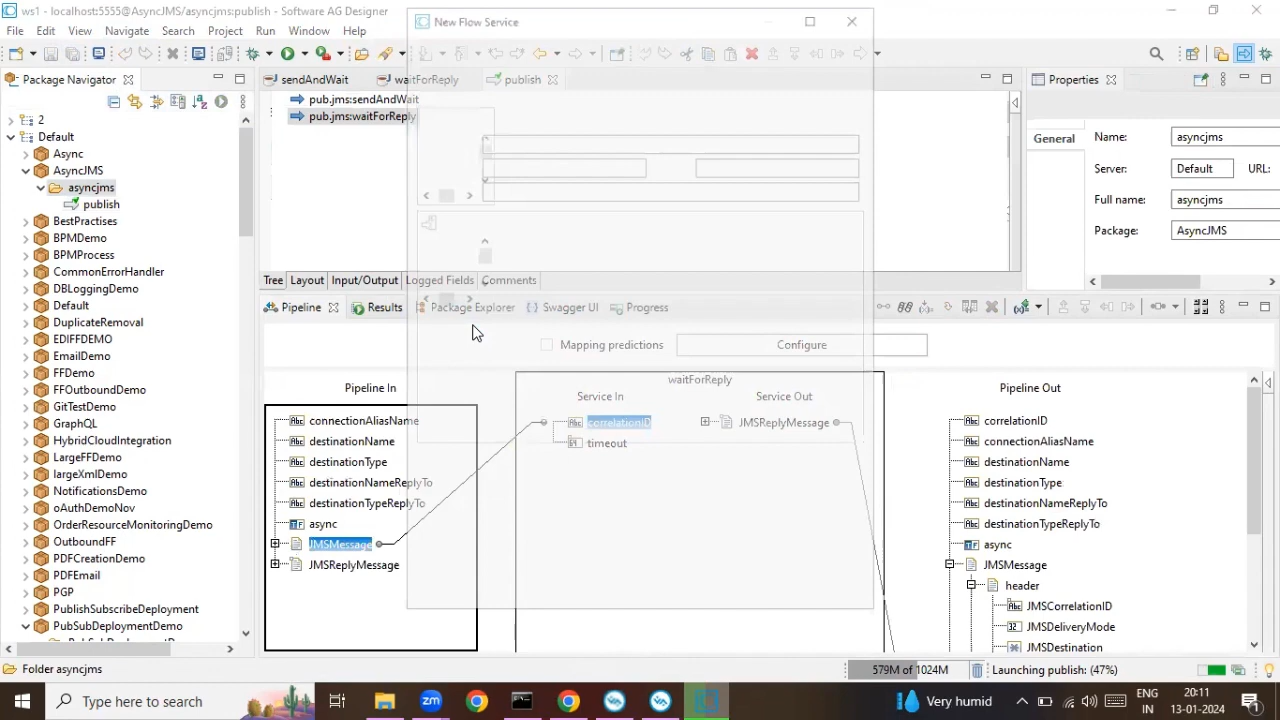 ws1 - localhost:5555@AsyncJMS/asyncjms:publish - Software AG Designer
New Flow Service
File Edit View Navigate Search Project Run Window Help
Package Navigator
sendAndWait
waitForReply
publish
Properties
2
Default
Async
AsyncJMS
asyncjms
publish
BestPractises
BPMDemo
BPMProcess
CommonErrorHandler
DBLoggingDemo
Default
DuplicateRemoval
EDIFFDEMO
EmailDemo
FFDemo
FFOutboundDemo
GitTestDemo
GraphQL
HybridCloudIntegration
LargeFFDemo
largeXmlDemo
NotificationsDemo
oAuthDemoNov
OrderResourceMonitoringDemo
OutboundFF
PDFCreationDemo
PDFEmail
PGP
PublishSubscribeDeployment
PubSubDeploymentDemo
pub.jms:sendAndWait
pub.jms:waitForReply
Tree Layout Input/Output Logged Fields Comments
General
Name: asyncjms
Server: Default URL:
Full name: asyncjms
Package: AsyncJMS
Pipeline Results Package Explorer Swagger UI Progress
Mapping predictions Configure
Pipeline In
waitForReply
Service In
Service Out
Pipeline Out
connectionAliasName
destinationName
destinationType
destinationNameReplyTo
destinationTypeReplyTo
async
JMSMessage
JMSReplyMessage
correlationID
timeout
JMSReplyMessage
correlationID
connectionAliasName
destinationName
destinationType
destinationNameReplyTo
destinationTypeReplyTo
async
JMSMessage
header
JMSCorrelationID
JMSDeliveryMode
JMSDestination
Folder asyncjms
579M of 1024M
Launching publish: (47%)
Type here to search
Very humid
ENG
IN
20:11
13-01-2024
1